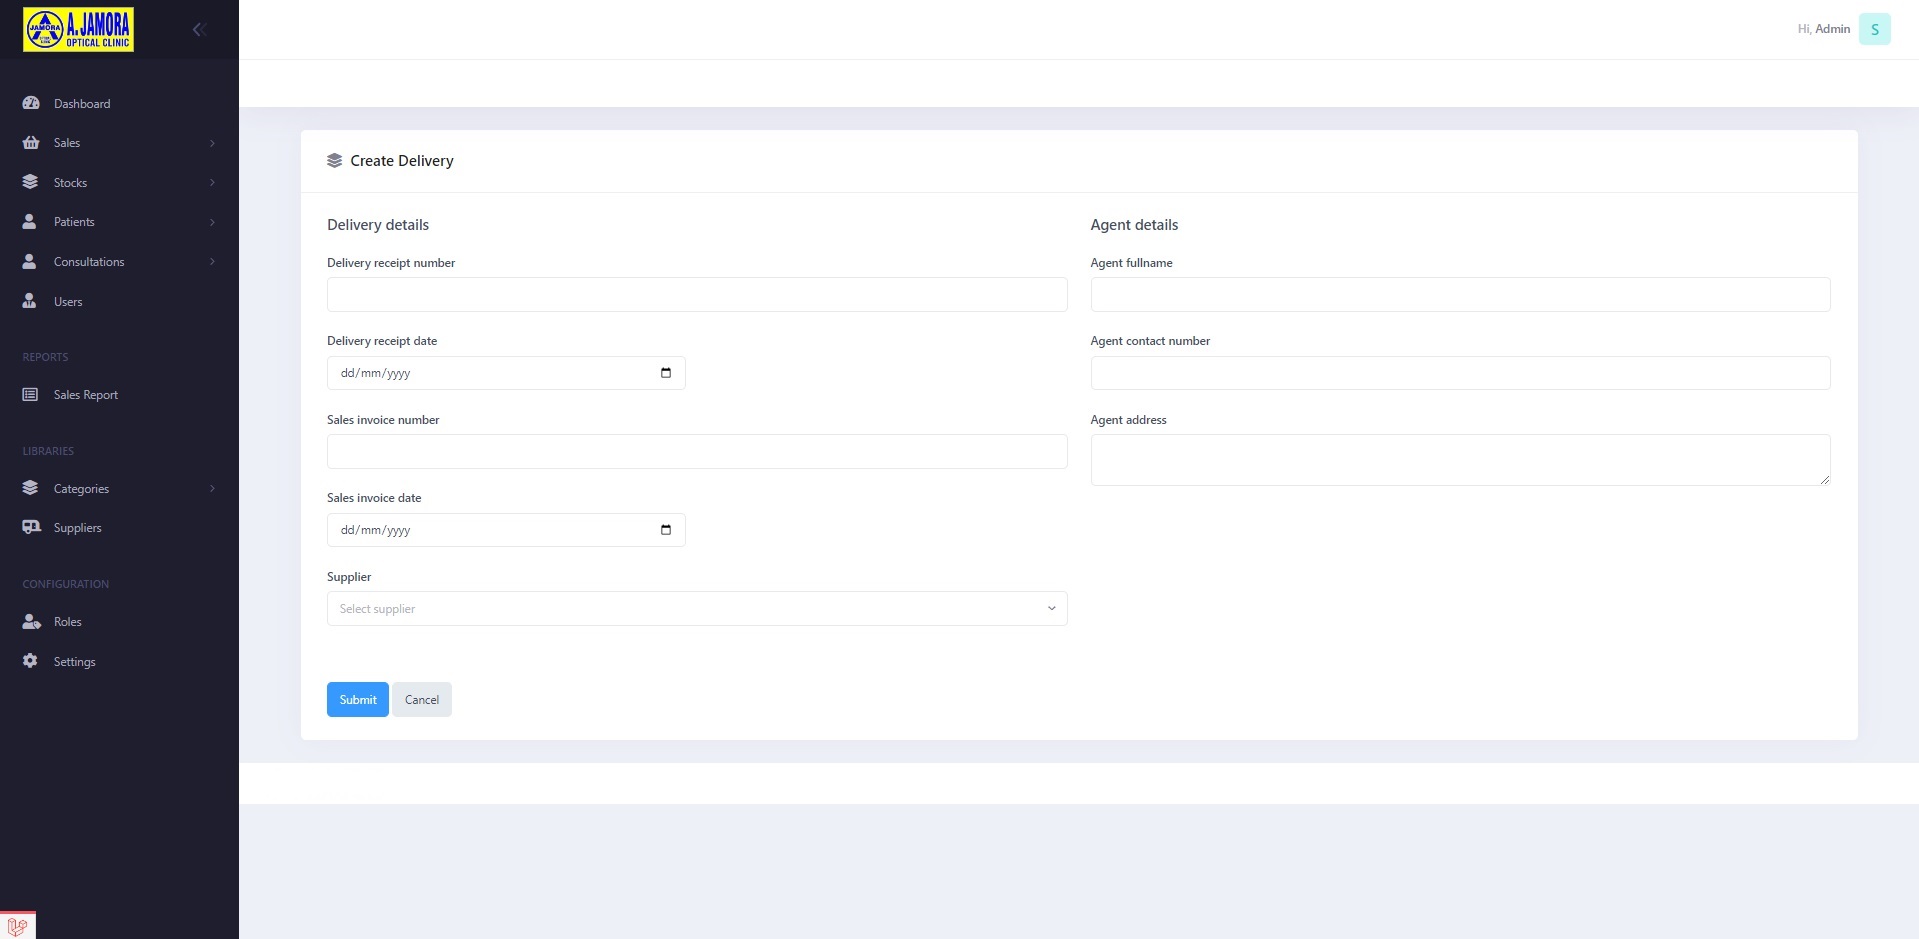 JAMORA
A. JAMORA
OPTICAL CLINIC
Hi, Admin
S
Dashboard
Sales
Stocks
Patients
Consultations
Users
REPORTS
Sales Report
LIBRARIES
Categories
Suppliers
CONFIGURATION
Roles
Settings
Create Delivery
Delivery details
Delivery receipt number
Delivery receipt date
dd/mm/yyyy
Sales invoice number
Sales invoice date
dd/mm/yyyy
Supplier
Select supplier
Submit
Cancel
Agent details
Agent fullname
Agent contact number
Agent address